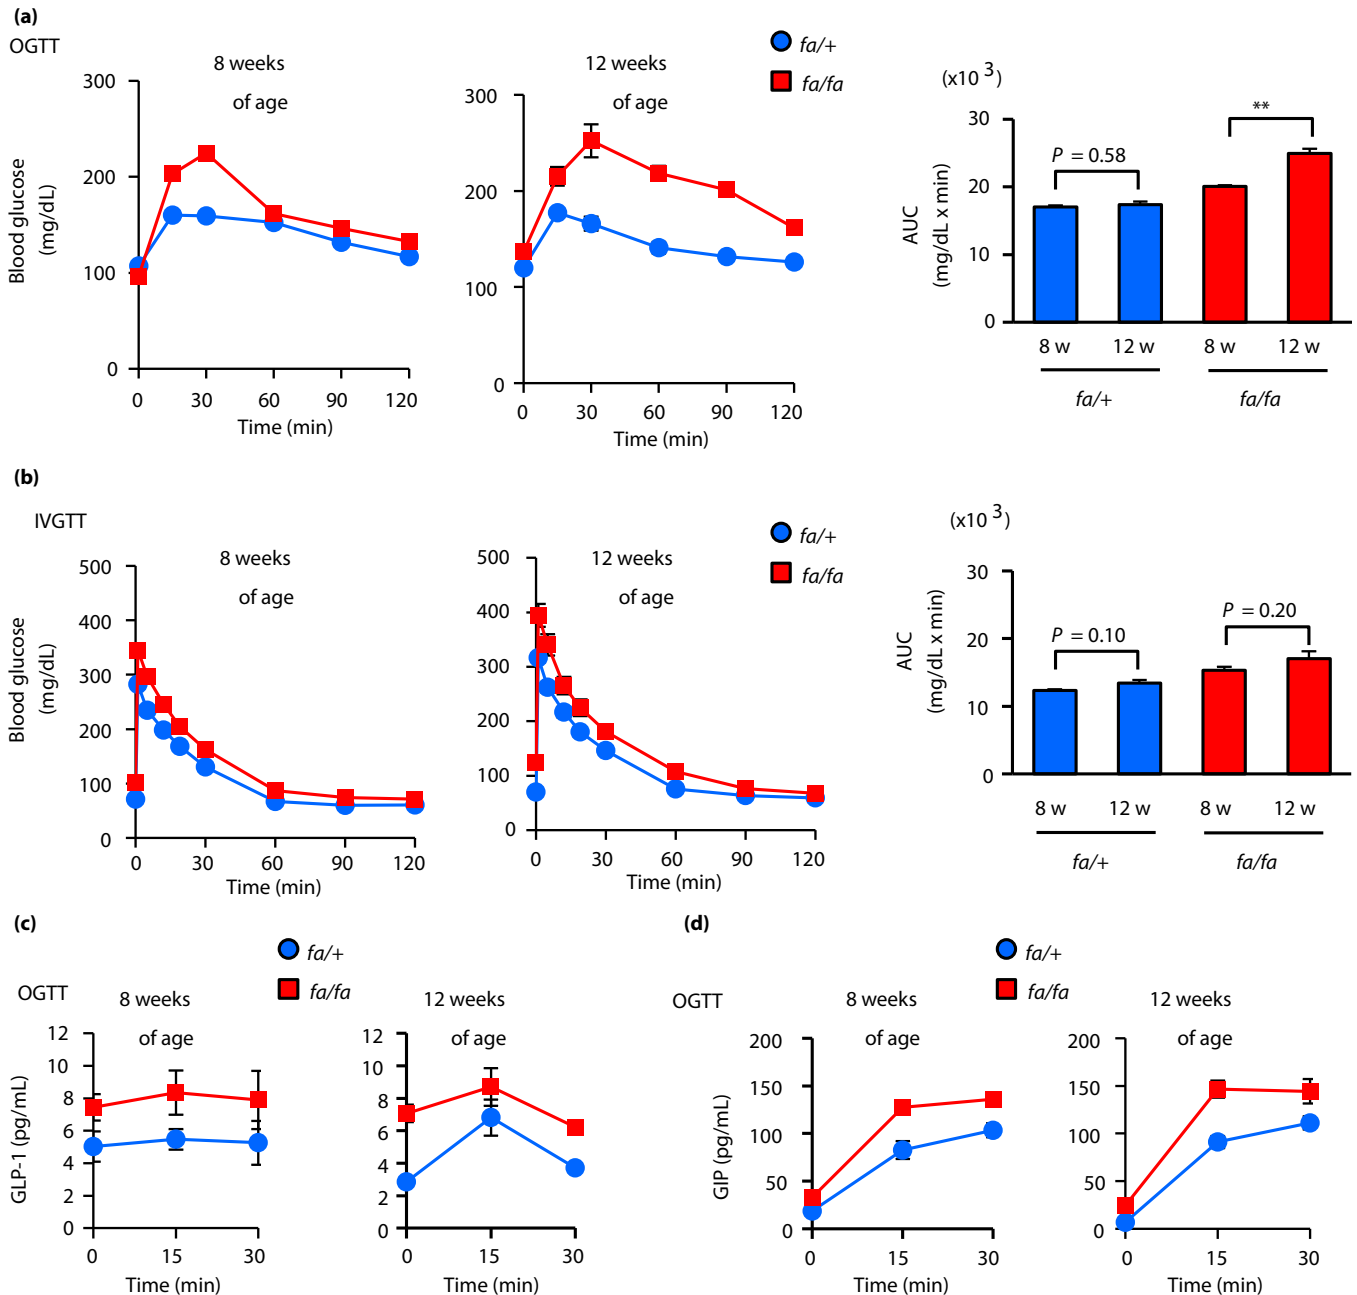 (a)
OGTT
8 weeks
of age
12 weeks
of age
fa/+
fa/fa
Blood glucose
(mg/dL)
300
200
100
0
0 30 60 90 120
Time (min)
300
200
100
0
0 30 60 90 120
Time (min)
(x10 3)
AUC
(mg/dL x min)
30
20
10
0
P = 0.58
**
8 w 12 w 8 w 12 w
fa/+ fa/fa
(b)
IVGTT
8 weeks
of age
12 weeks
of age
fa/+
fa/fa
Blood glucose
(mg/dL)
500
400
300
200
100
0
0 30 60 90 120
Time (min)
500
400
300
200
100
0
0 30 60 90 120
Time (min)
(x10 3)
AUC
(mg/dL x min)
30
20
10
0
P = 0.10
P = 0.20
8 w 12 w 8 w 12 w
fa/+ fa/fa
(c)
fa/+
fa/fa
OGTT
8 weeks
of age
12 weeks
of age
GLP-1 (pg/mL)
12
10
8
6
4
2
0
0 15 30
Time (min)
12
10
8
6
4
2
0
0 15 30
Time (min)
(d)
fa/+
fa/fa
OGTT
8 weeks
of age
12 weeks
of age
GIP (pg/mL)
200
150
100
50
0
0 15 30
Time (min)
200
150
100
50
0
0 15 30
Time (min)